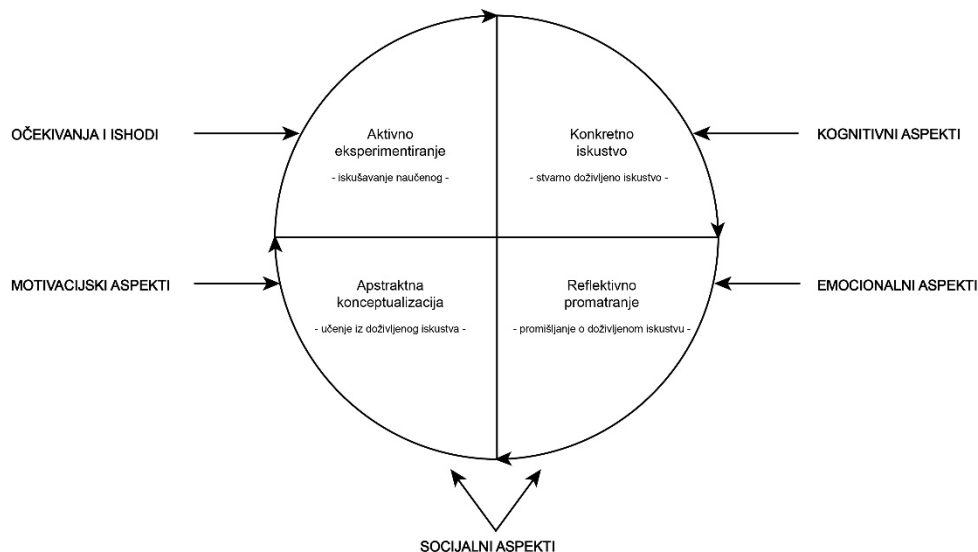 OČEKIVANJA I ISHODI
Aktivno
eksperimentiranje
- iskušavanje naučenog -
Konkretno
iskustvo
- stvarno doživljeno iskustvo -
KOGNITIVNI ASPEKTI
MOTIVACIJSKI ASPEKTI
Apstraktna
konceptualizacija
- učenje iz doživljenog iskustva -
Reflektivno
promatranje
- promišljanje o doživljenom iskustvu -
EMOCIONALNI ASPEKTI
SOCIJALNI ASPEKTI